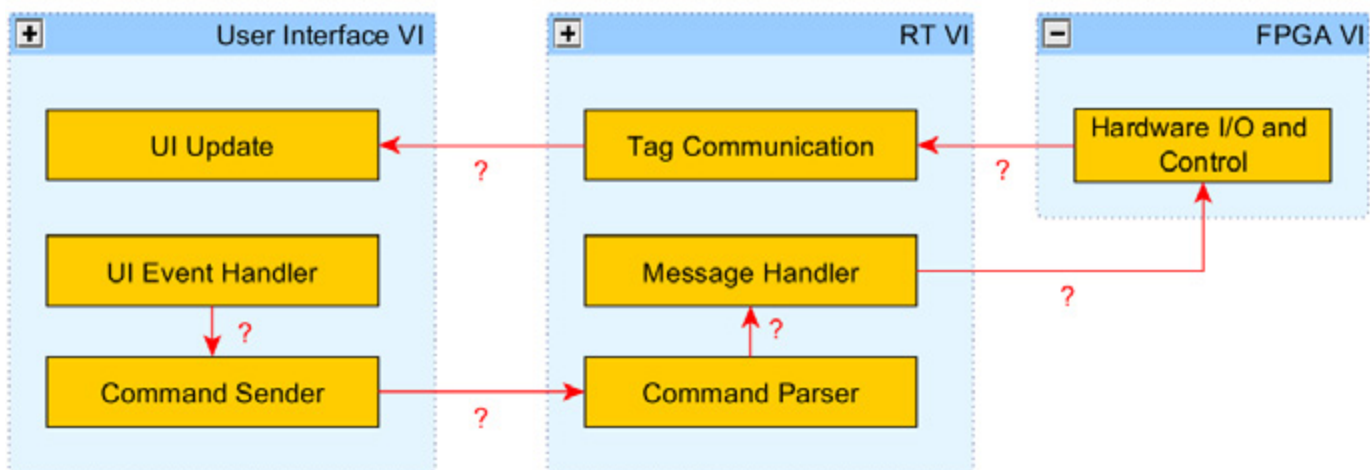 User Interface VI
RT VI
FPGA VI
UI Update
?
Tag Communication
?
Hardware I/O and
Control
UI Event Handler
?
Message Handler
?
?
Command Sender
?
Command Parser